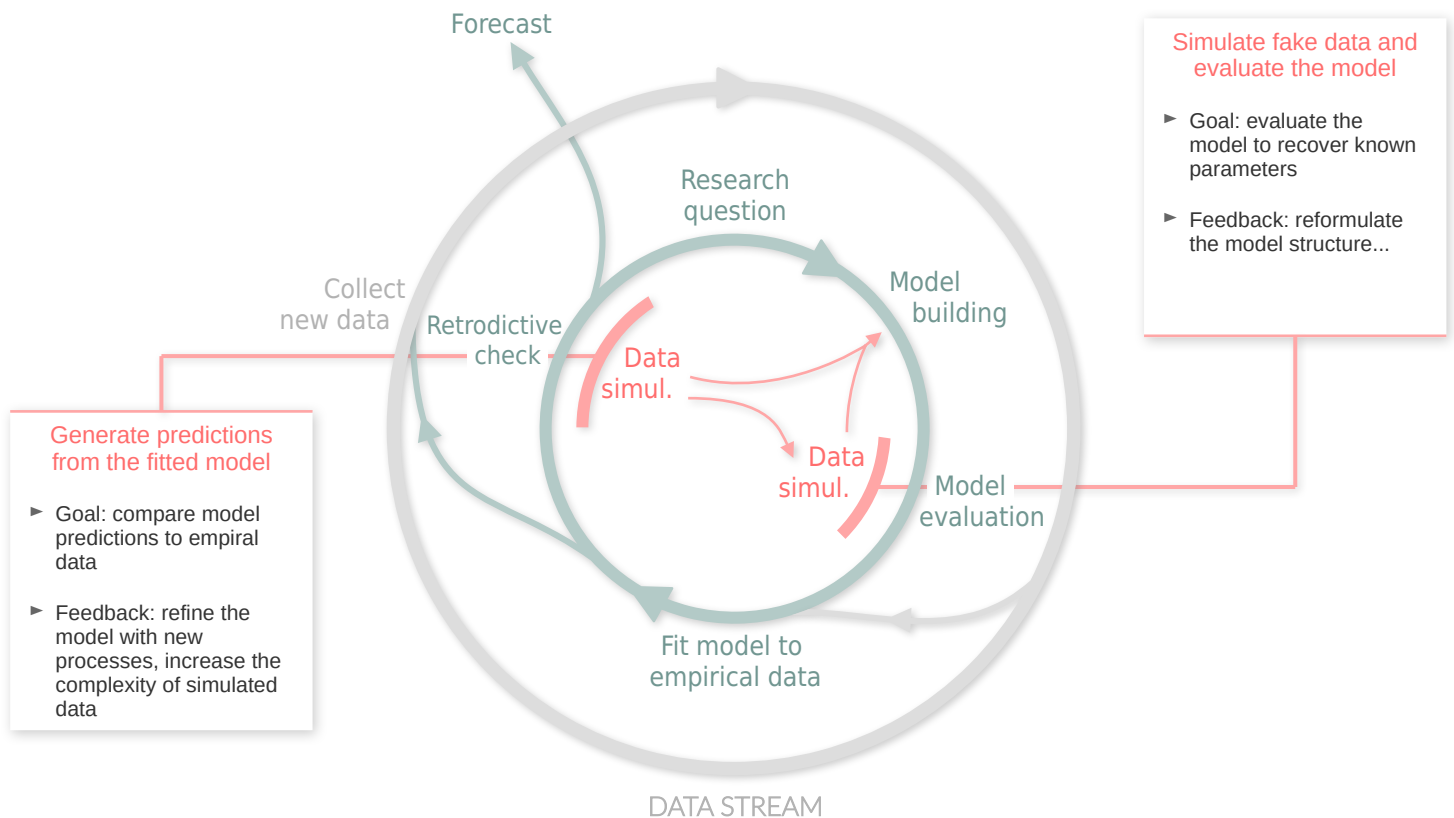 Forecast
Simulate fake data and
evaluate the model
► Goal: evaluate the
model to recover known
parameters
► Feedback: reformulate
the model structure...
Research
question
Model
building
Collect
new data
Retrodictive
check
Data
simul.
Data
simul.
Model
evaluation
Generate predictions
from the fitted model
► Goal: compare model
predictions to empiral
data
► Feedback: refine the
model with new
processes, increase the
complexity of simulated
data
Fit model to
empirical data
DATA STREAM